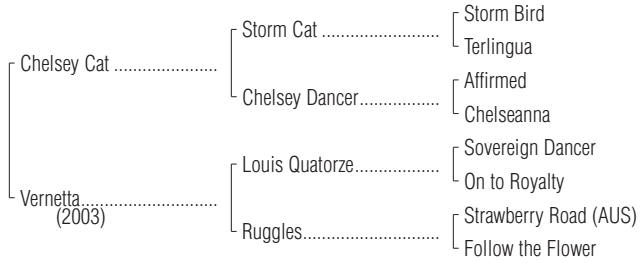 Storm Bird
Storm Cat ......................
Terlingua
Chelsey Cat ...................
Affirmed
Chelsey Dancer...............
Chelseanna
Sovereign Dancer
Louis Quatorze................
On to Royalty
Vernetta.........................
(2003)
Strawberry Road (AUS)
Ruggles.........................
Follow the Flower